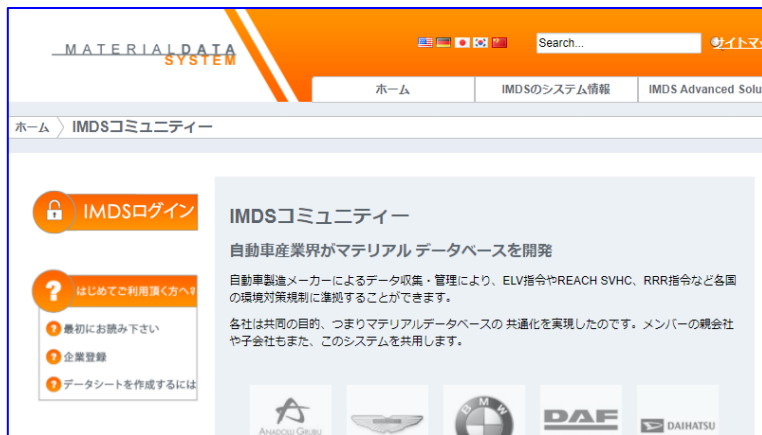 MATERIALDATA
SYSTEM
Search...
サイトマッ
ホーム
IMDSのシステム情報
IMDS Advanced Solu
ホーム 〉 IMDSコミュニティー
IMDSログイン
はじめてご利用頂く方へ
最初にお読み下さい
企業登録
データシートを作成するには
IMDSコミュニティー
自動車産業界がマテリアル データベースを開発
自動車製造メーカーによるデータ収集・管理により、ELV指令やREACH SVHC、RRR指令など各国
の環境対策規制に準拠することができます。
各社は共同の目的、つまりマテリアルデータベースの 共通化を実現したのです。メンバーの親会社
や子会社もまた、このシステムを共用します。
ANADOLU GRUBU
BMW
DAF
DAIHATSU